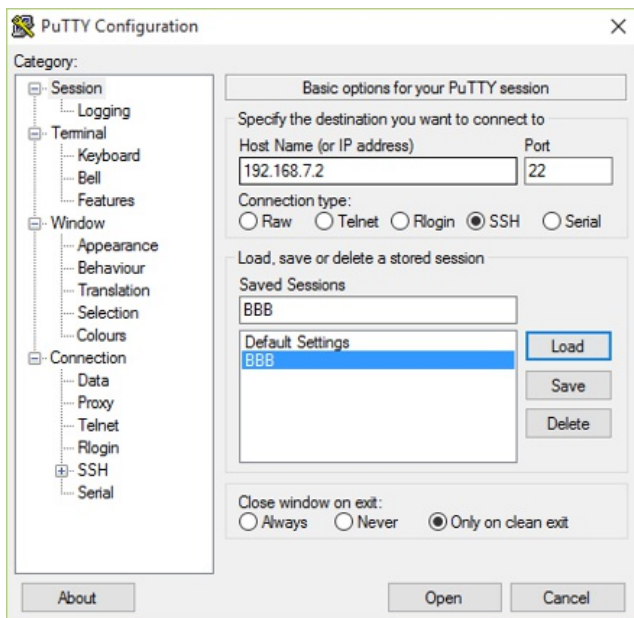 PuTTY Configuration
Category:
Session
Logging
Terminal
Keyboard
Bell
Features
Window
Appearance
Behaviour
Translation
Selection
Colours
Connection
Data
Proxy
Telnet
Rlogin
SSH
Serial
Basic options for your PuTTY session
Specify the destination you want to connect to
Host Name (or IP address) Port
192.168.7.2 22
Connection type:
Raw Telnet Rlogin SSH Serial
Load, save or delete a stored session
Saved Sessions
BBB
Default Settings
BBB
Load
Save
Delete
Close window on exit:
Always Never Only on clean exit
About Open Cancel